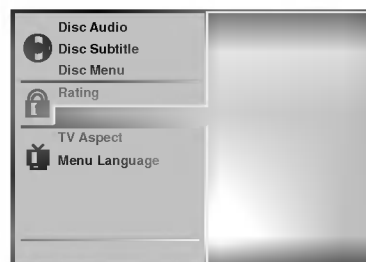 Disc Audio
Disc Subtitle
Disc Menu
Rating
TV Aspect
Menu Language